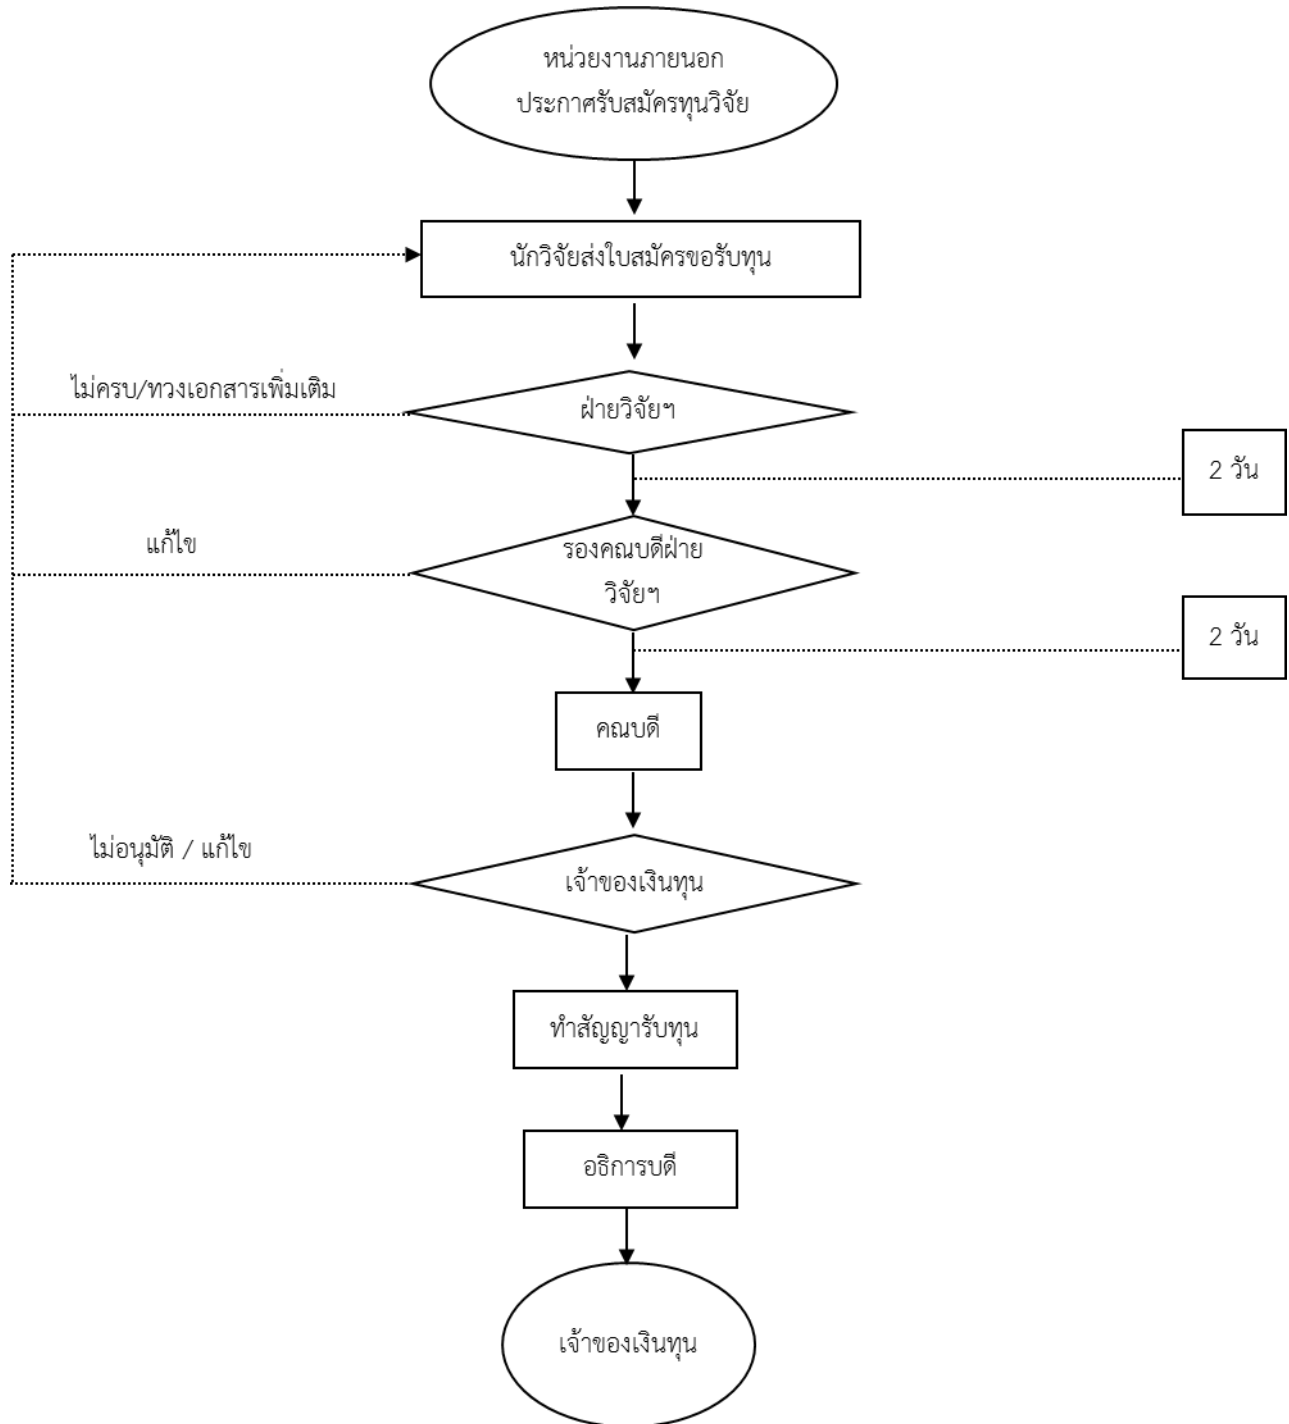 หน่วยงานภายนอก
ประกาศรับสมัครทุนวิจัย
นักวิจัยส่งใบสมัครขอรับทุน
ไม่ครบ/ทวงเอกสารเพิ่มเติม
ฝ่ายวิจัยฯ
2 วัน
แก้ไข
รองคณบดีฝ่าย
วิจัยฯ
2 วัน
คณบดี
ไม่อนุมัติ / แก้ไข
เจ้าของเงินทุน
ทำสัญญารับทุน
อธิการบดี
เจ้าของเงินทุน